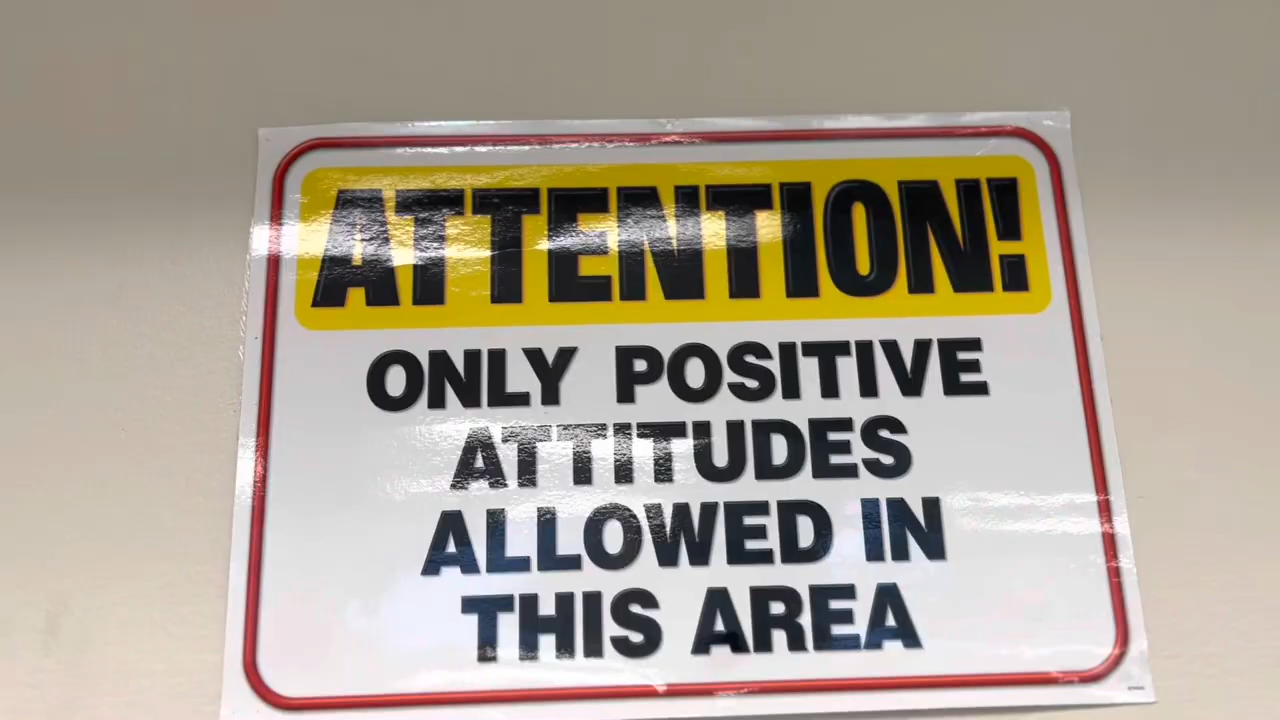 ATTENTION!
ONLY POSITIVE
ATTITUDES
ALLOWED IN
THIS AREA